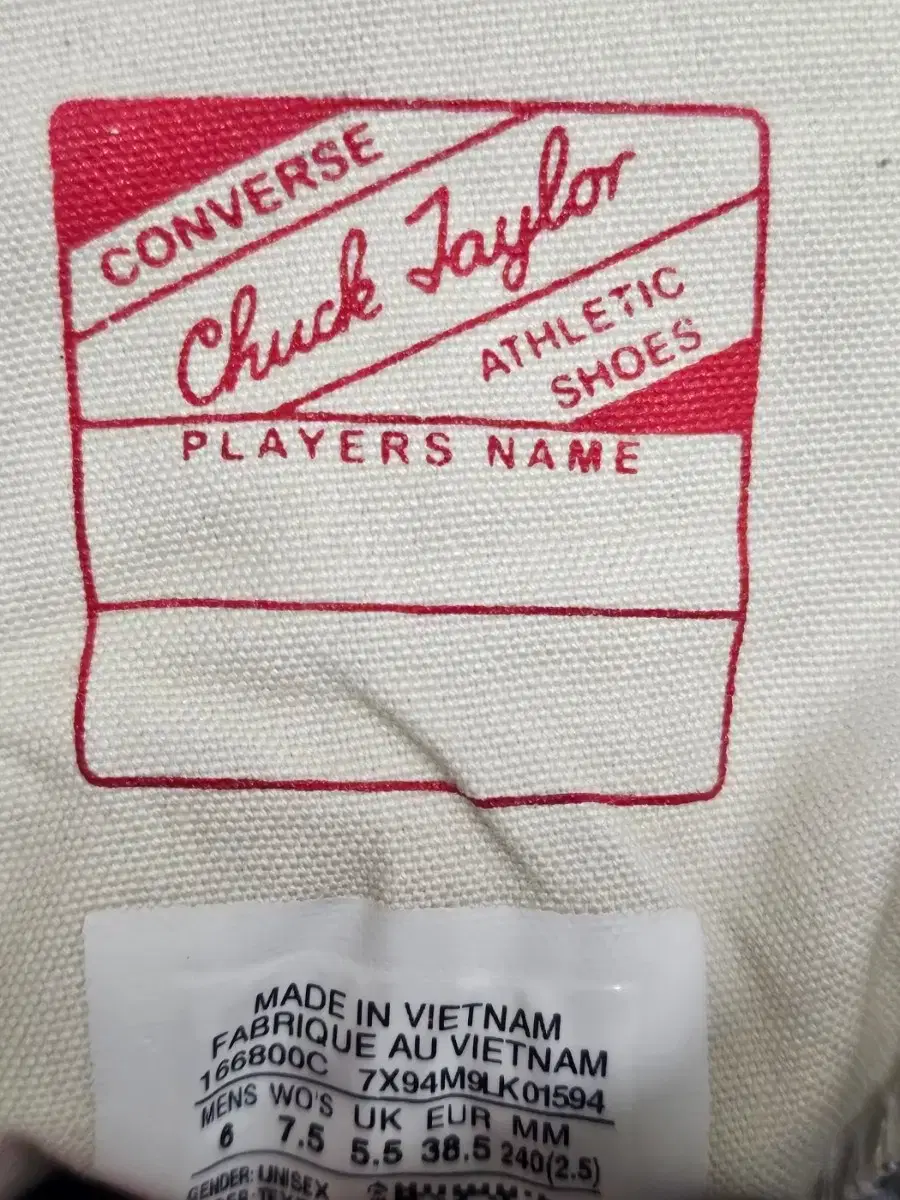 CONVERSE
Chuck Taylor
ATHLETIC
SHOES
PLAYERS NAME
MADE IN VIETNAM
FABRIQUE AU VIETNAM
166800C 7X94M9LK01594
MENS WO'S UK EUR MM
6 7.5 5.5 38.5 240(2.5)
GENDER: UNISEX